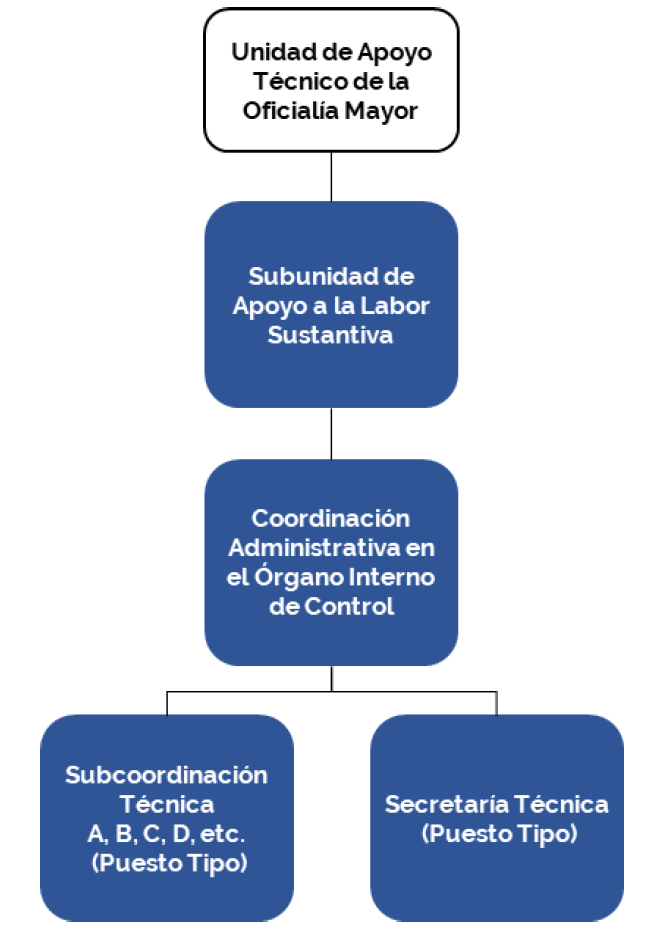 Unidad de Apoyo
Técnico de la
Oficialía Mayor
Subunidad de
Apoyo a la Labor
Sustantiva
Coordinación
Administrativa en
el Órgano Interno
de Control
Subcoordinación
Técnica
A, B, C, D, etc.
(Puesto Tipo)
Secretaría Técnica
(Puesto Tipo)